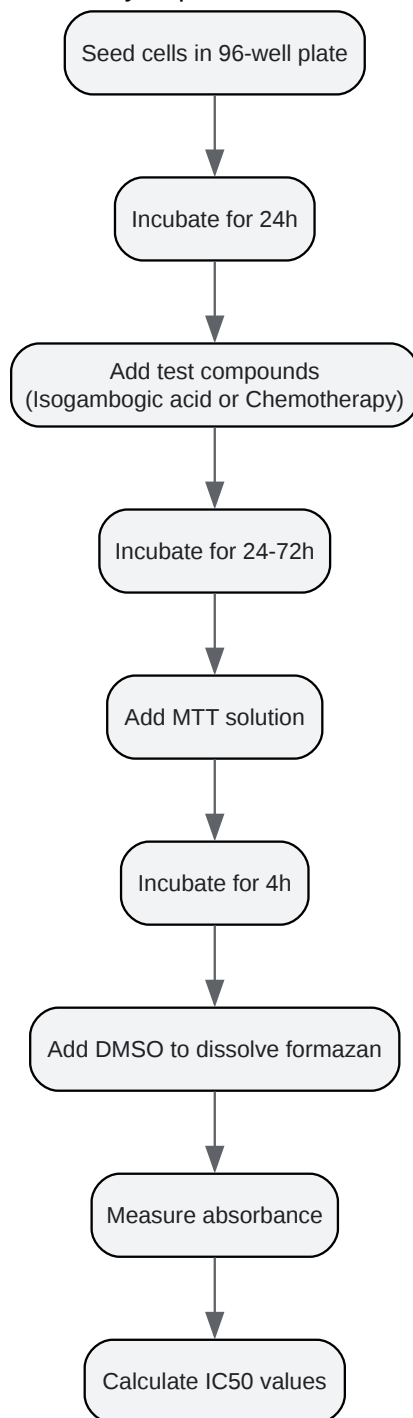 Seed cells in 96-well plate
Incubate for 24h
Add test compounds
(Isogambogic acid or Chemotherapy)
Incubate for 24-72h
Add MTT solution
Incubate for 4h
Add DMSO to dissolve formazan
Measure absorbance
Calculate IC50 values